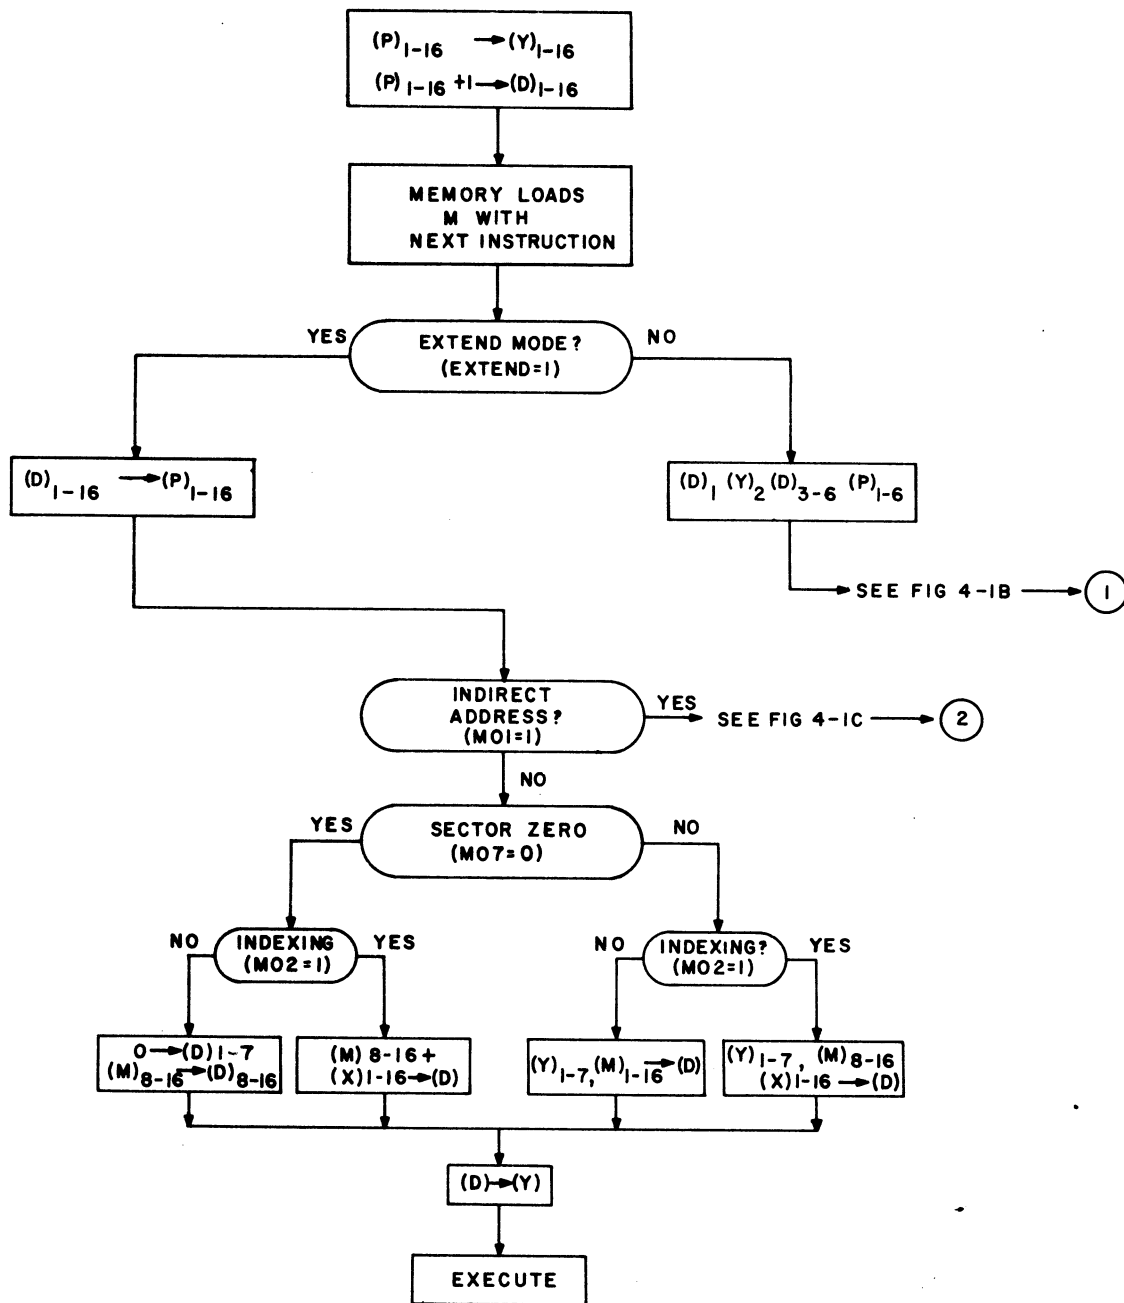 (P)1-16 → (Y)1-16
(P)1-16 +1 → (D)1-16
MEMORY LOADS
M WITH
NEXT INSTRUCTION
YES
EXTEND MODE?
(EXTEND=1)
NO
(D)1-16 → (P)1-16
(D)1 (Y)2 (D)3-6 (P)1-6
SEE FIG 4-1B → 1
INDIRECT
ADDRESS?
(M01=1)
YES
SEE FIG 4-1C → 2
NO
YES
SECTOR ZERO
(M07=0)
NO
NO
INDEXING
(M02=1)
YES
NO
INDEXING?
(M02=1)
YES
0 → (D)1-7
(M)8-16 → (D)8-16
(M)8-16+
(X)1-16 → (D)
(Y)1-7, (M)1-16 → (D)
(Y)1-7, (M)8-16
(X)1-16 → (D)
(D) → (Y)
EXECUTE